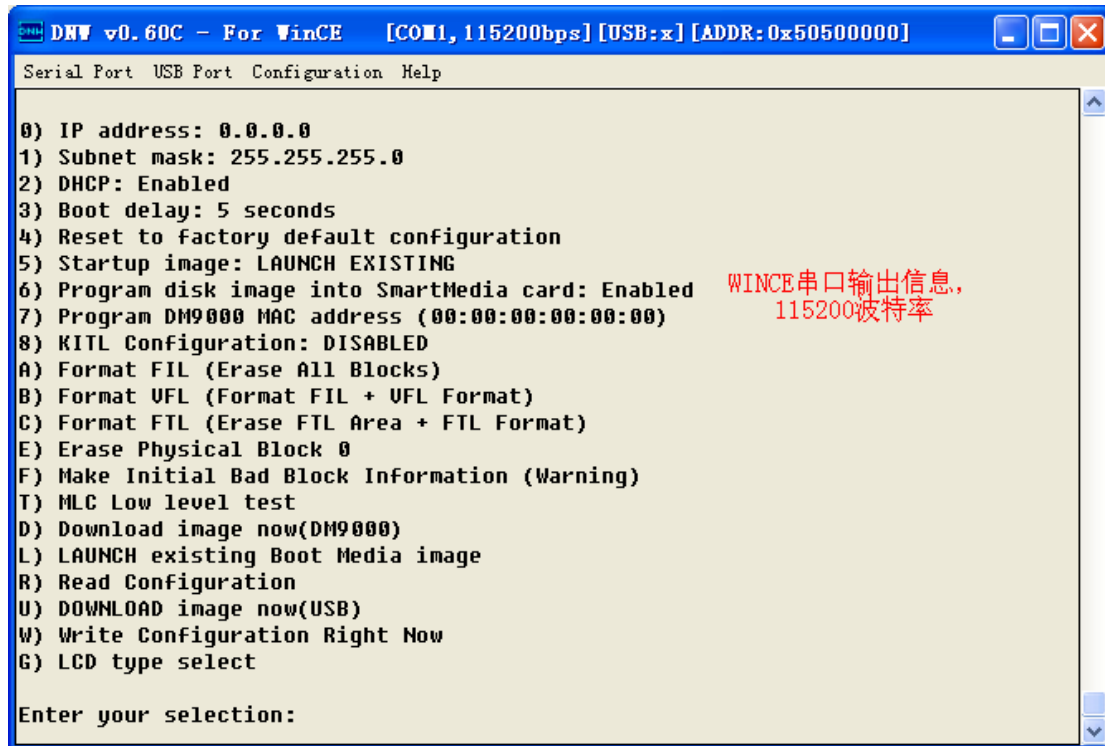 DNW v0.60C - For WinCE [COM1,115200bps][USB:x][ADDR:0x50500000]
Serial Port USB Port Configuration Help
0) IP address: 0.0.0.0
1) Subnet mask: 255.255.255.0
2) DHCP: Enabled
3) Boot delay: 5 seconds
4) Reset to factory default configuration
5) Startup image: LAUNCH EXISTING
6) Program disk image into SmartMedia card: Enabled
7) Program DM9000 MAC address (00:00:00:00:00:00)
8) KITL Configuration: DISABLED
A) Format FIL (Erase All Blocks)
B) Format VFL (Format FIL + VFL Format)
C) Format FTL (Erase FTL Area + FTL Format)
E) Erase Physical Block 0
F) Make Initial Bad Block Information (Warning)
T) MLC Low level test
D) Download image now(DM9000)
L) LAUNCH existing Boot Media image
R) Read Configuration
U) DOWNLOAD image now(USB)
W) Write Configuration Right Now
G) LCD type select
Enter your selection:
WINCE串口输出信息,
115200波特率